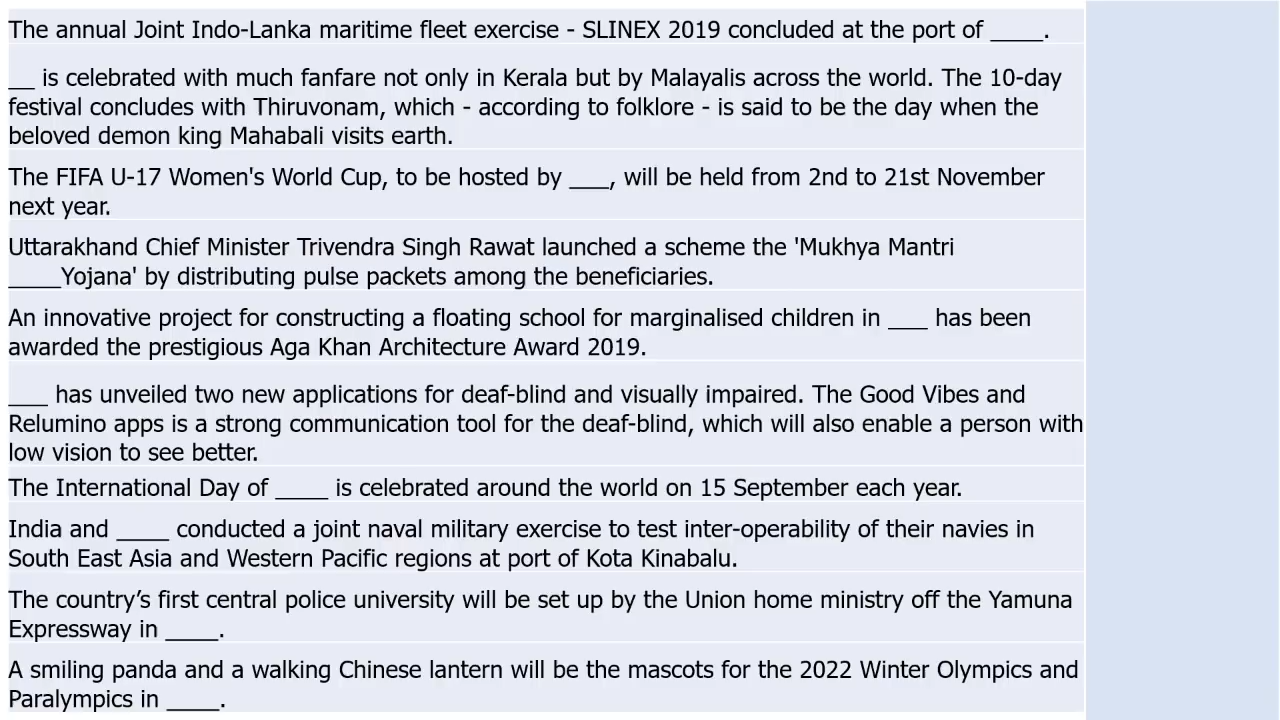 The annual Joint Indo-Lanka maritime fleet exercise - SLINEX 2019 concluded at the port of ____.
__ is celebrated with much fanfare not only in Kerala but by Malayalis across the world. The 10-day
festival concludes with Thiruvonam, which - according to folklore - is said to be the day when the
beloved demon king Mahabali visits earth.
The FIFA U-17 Women's World Cup, to be hosted by ___, will be held from 2nd to 21st November
next year.
Uttarakhand Chief Minister Trivendra Singh Rawat launched a scheme the 'Mukhya Mantri
____Yojana' by distributing pulse packets among the beneficiaries.
An innovative project for constructing a floating school for marginalised children in ___ has been
awarded the prestigious Aga Khan Architecture Award 2019.
___ has unveiled two new applications for deaf-blind and visually impaired. The Good Vibes and
Relumino apps is a strong communication tool for the deaf-blind, which will also enable a person with
low vision to see better.
The International Day of ____ is celebrated around the world on 15 September each year.
India and ____ conducted a joint naval military exercise to test inter-operability of their navies in
South East Asia and Western Pacific regions at port of Kota Kinabalu.
The country’s first central police university will be set up by the Union home ministry off the Yamuna
Expressway in ____.
A smiling panda and a walking Chinese lantern will be the mascots for the 2022 Winter Olympics and
Paralympics in ____.